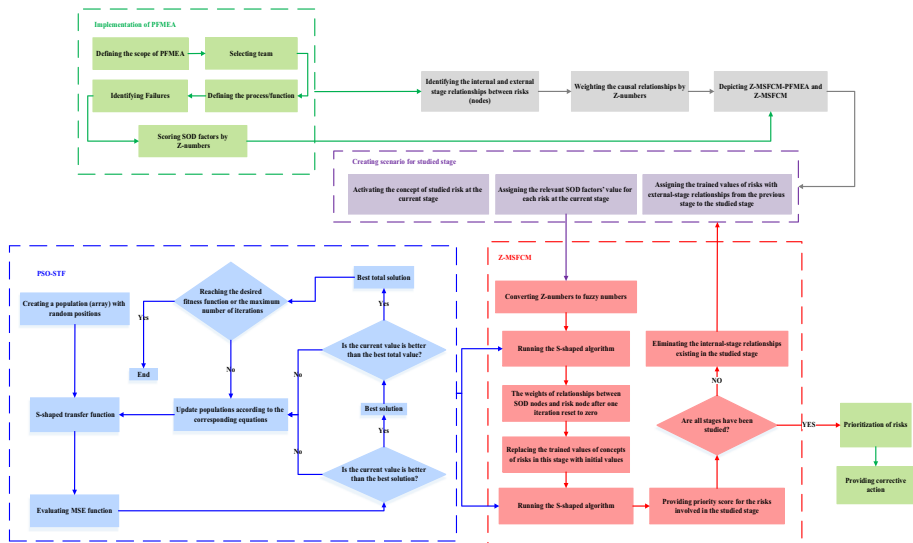 Implementation of PFMEA
Defining the scope of PFMEA
Selecting team
Identifying Failures
Defining the process/function
Scoring SOD factors by
Z-numbers
Identifying the internal and external
stage relationships between risks
(nodes)
Weighting the causal relationships by
Z-numbers
Depicting Z-MSFCM-PFMEA and
Z-MSFCM
Creating scenario for studied stage
Activating the concept of studied risk at the
current stage
Assigning the relevant SOD factors' value for
each risk at the current stage
Assigning the trained values of risks with
external-stage relationships from the previous
stage to the studied stage
PSO-STF
Creating a population (array) with
random positions
Reaching the desired
fitness function or the maximum
number of iterations
Best total solution
Yes
Yes
End
Is the current value is better
than the best total value?
No
No
S-shaped transfer function
Update populations according to the
corresponding equations
Best solution
Yes
No
Is the current value is better
than the best solution?
Evaluating MSE function
Z-MSFCM
Converting Z-numbers to fuzzy numbers
Running the S-shaped algorithm
The weights of relationships between
SOD nodes and risk node after one
iteration reset to zero
Replacing the trained values of concepts
of risks in this stage with initial values
Running the S-shaped algorithm
Eliminating the internal-stage relationships
existing in the studied stage
NO
Are all stages have been
studied?
YES
Providing priority score for the risks
involved in the studied stage
Prioritization of risks
Providing corrective
action